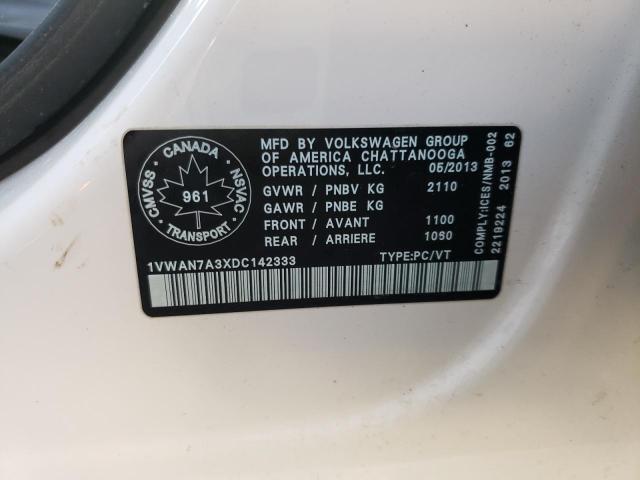 CANADA
CMVSS
NSVAC
961
TRANSPORT
MFD BY VOLKSWAGEN GROUP
OF AMERICA CHATTANOOGA
OPERATIONS, LLC. 05/2013
GVWR / PNBV KG 2110
GAWR / PNBE KG
FRONT / AVANT 1100
REAR / ARRIERE 1060
1VWAN7A3XDC142333 TYPE:PC/VT
COMPLY:ICES/NMB-002
2219224 2013 62